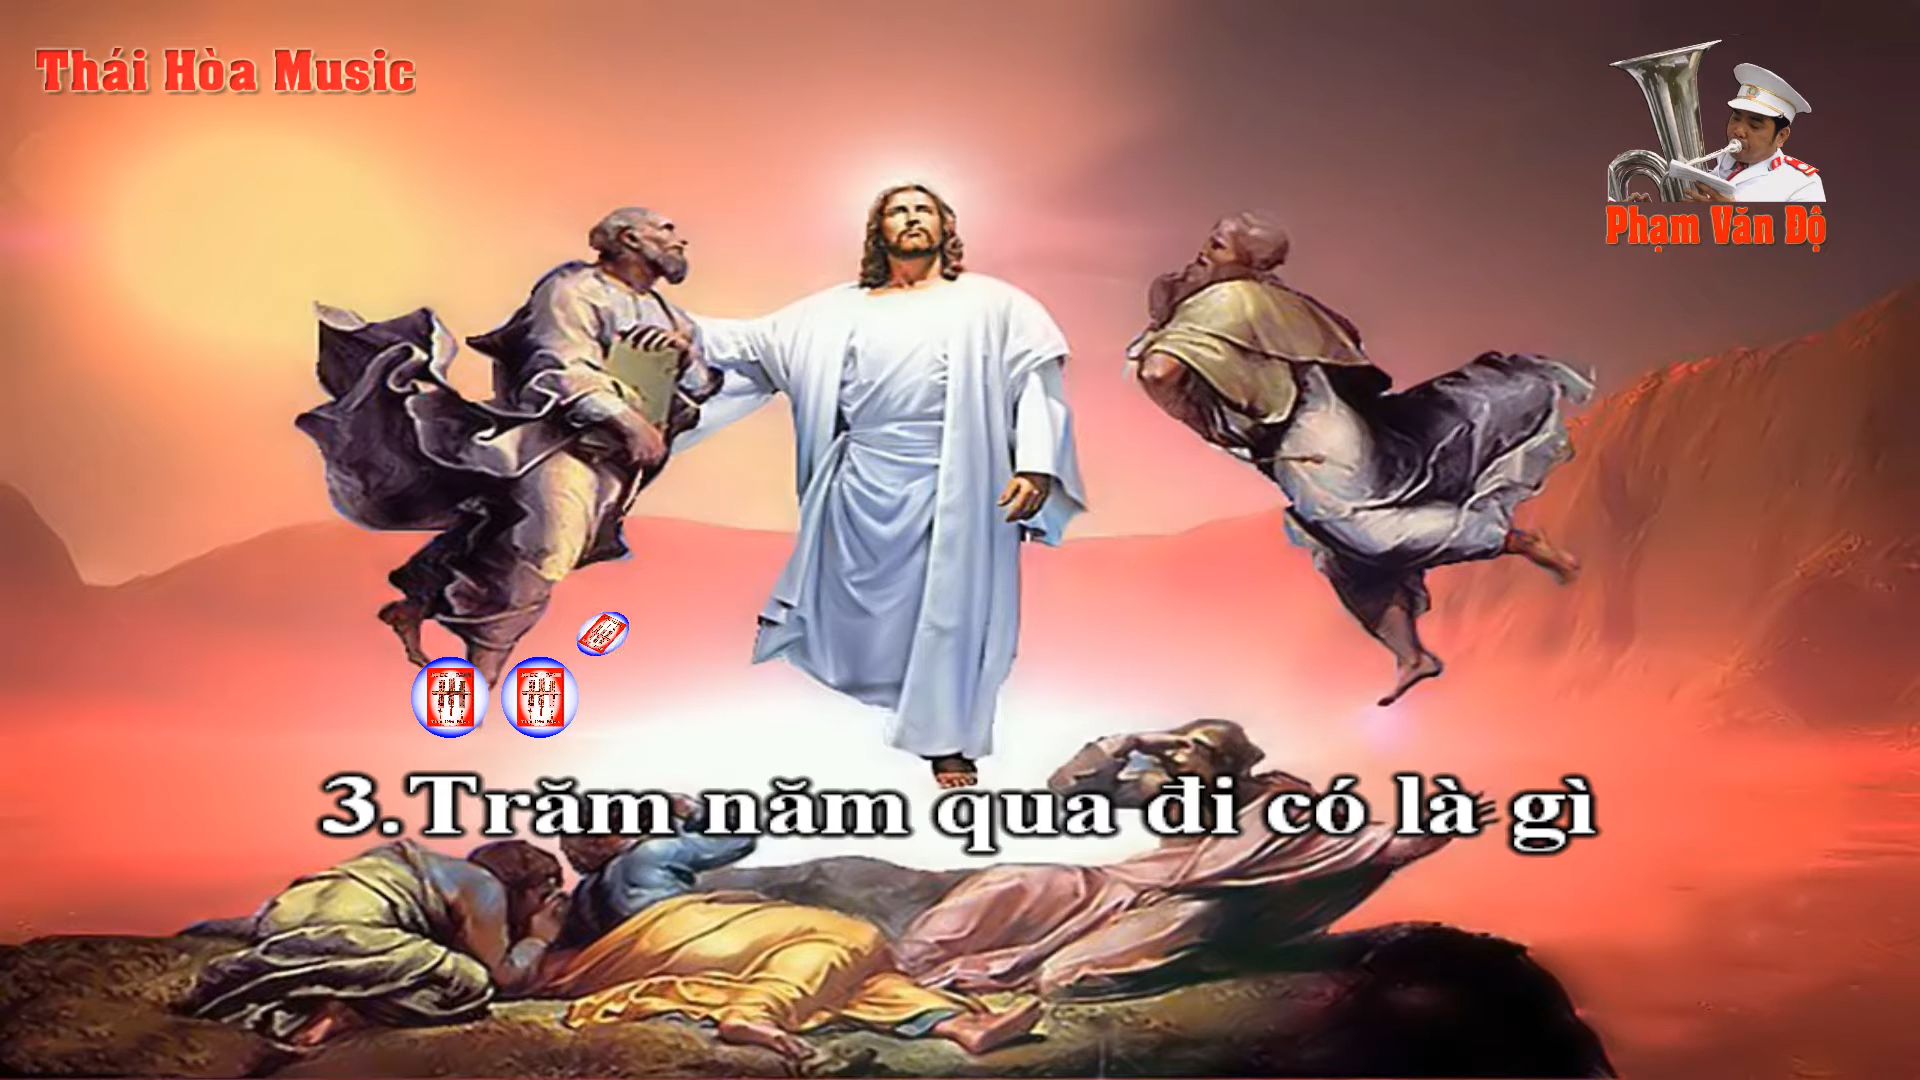 Thái Hòa Music
Phạm Văn Độ
3.Trăm năm qua đi có là gì